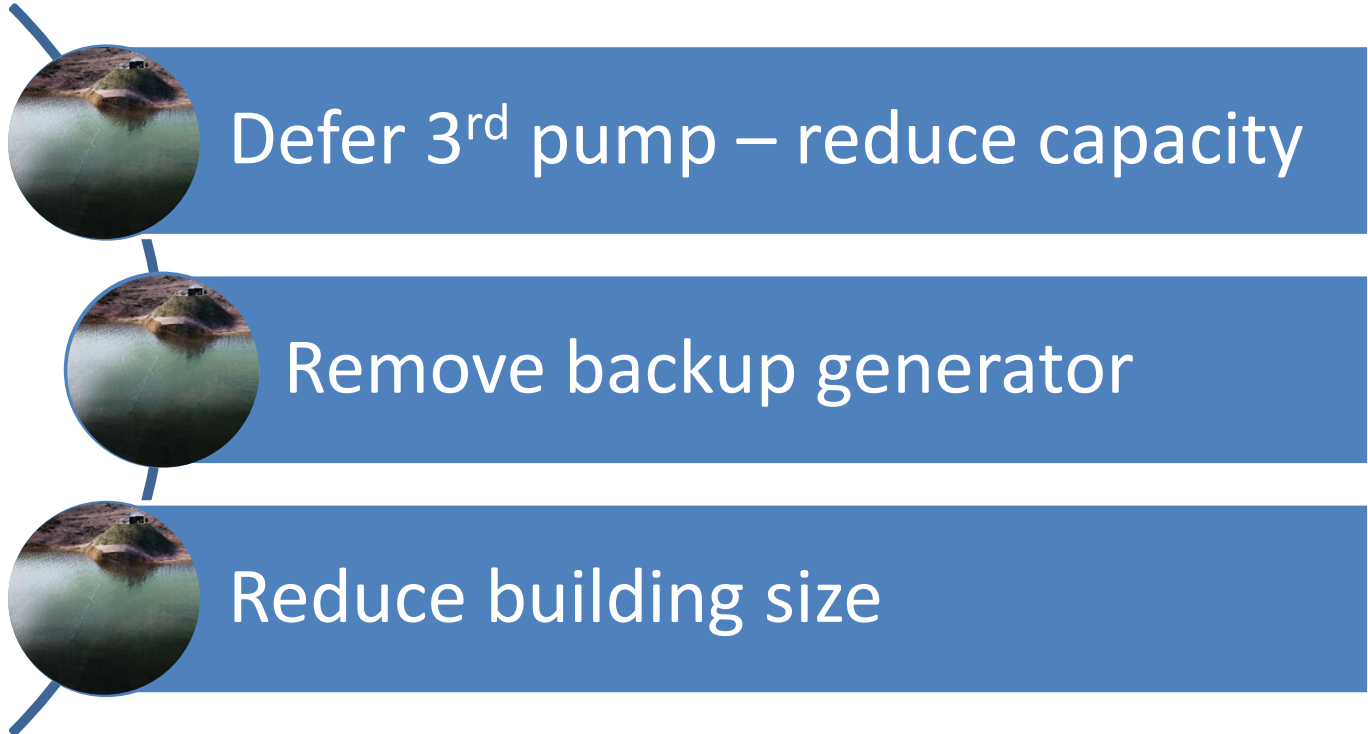 Defer 3rd pump – reduce capacity
Remove backup generator
Reduce building size